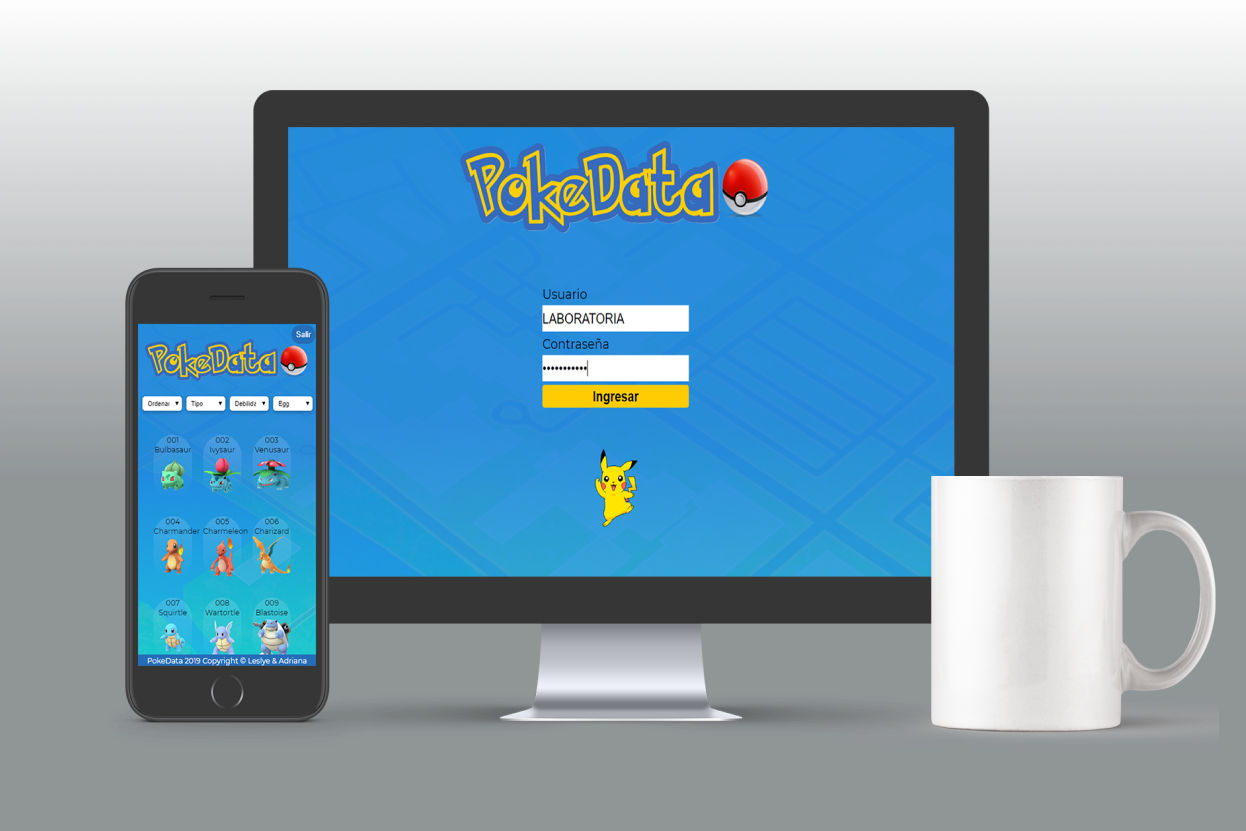 PokeData
Usuario
LABORATORIA
Contraseña
•••••••••••
Ingresar
Salir
PokeData
Ordenar Tipo Debilida Egg
001 002 003
Bulbasaur Ivysaur Venusaur
004 005 006
Charmander Charmeleon Charizard
007 008 009
Squirtle Wartortle Blastoise
PokeData 2019 Copyright © Leslye & Adriana